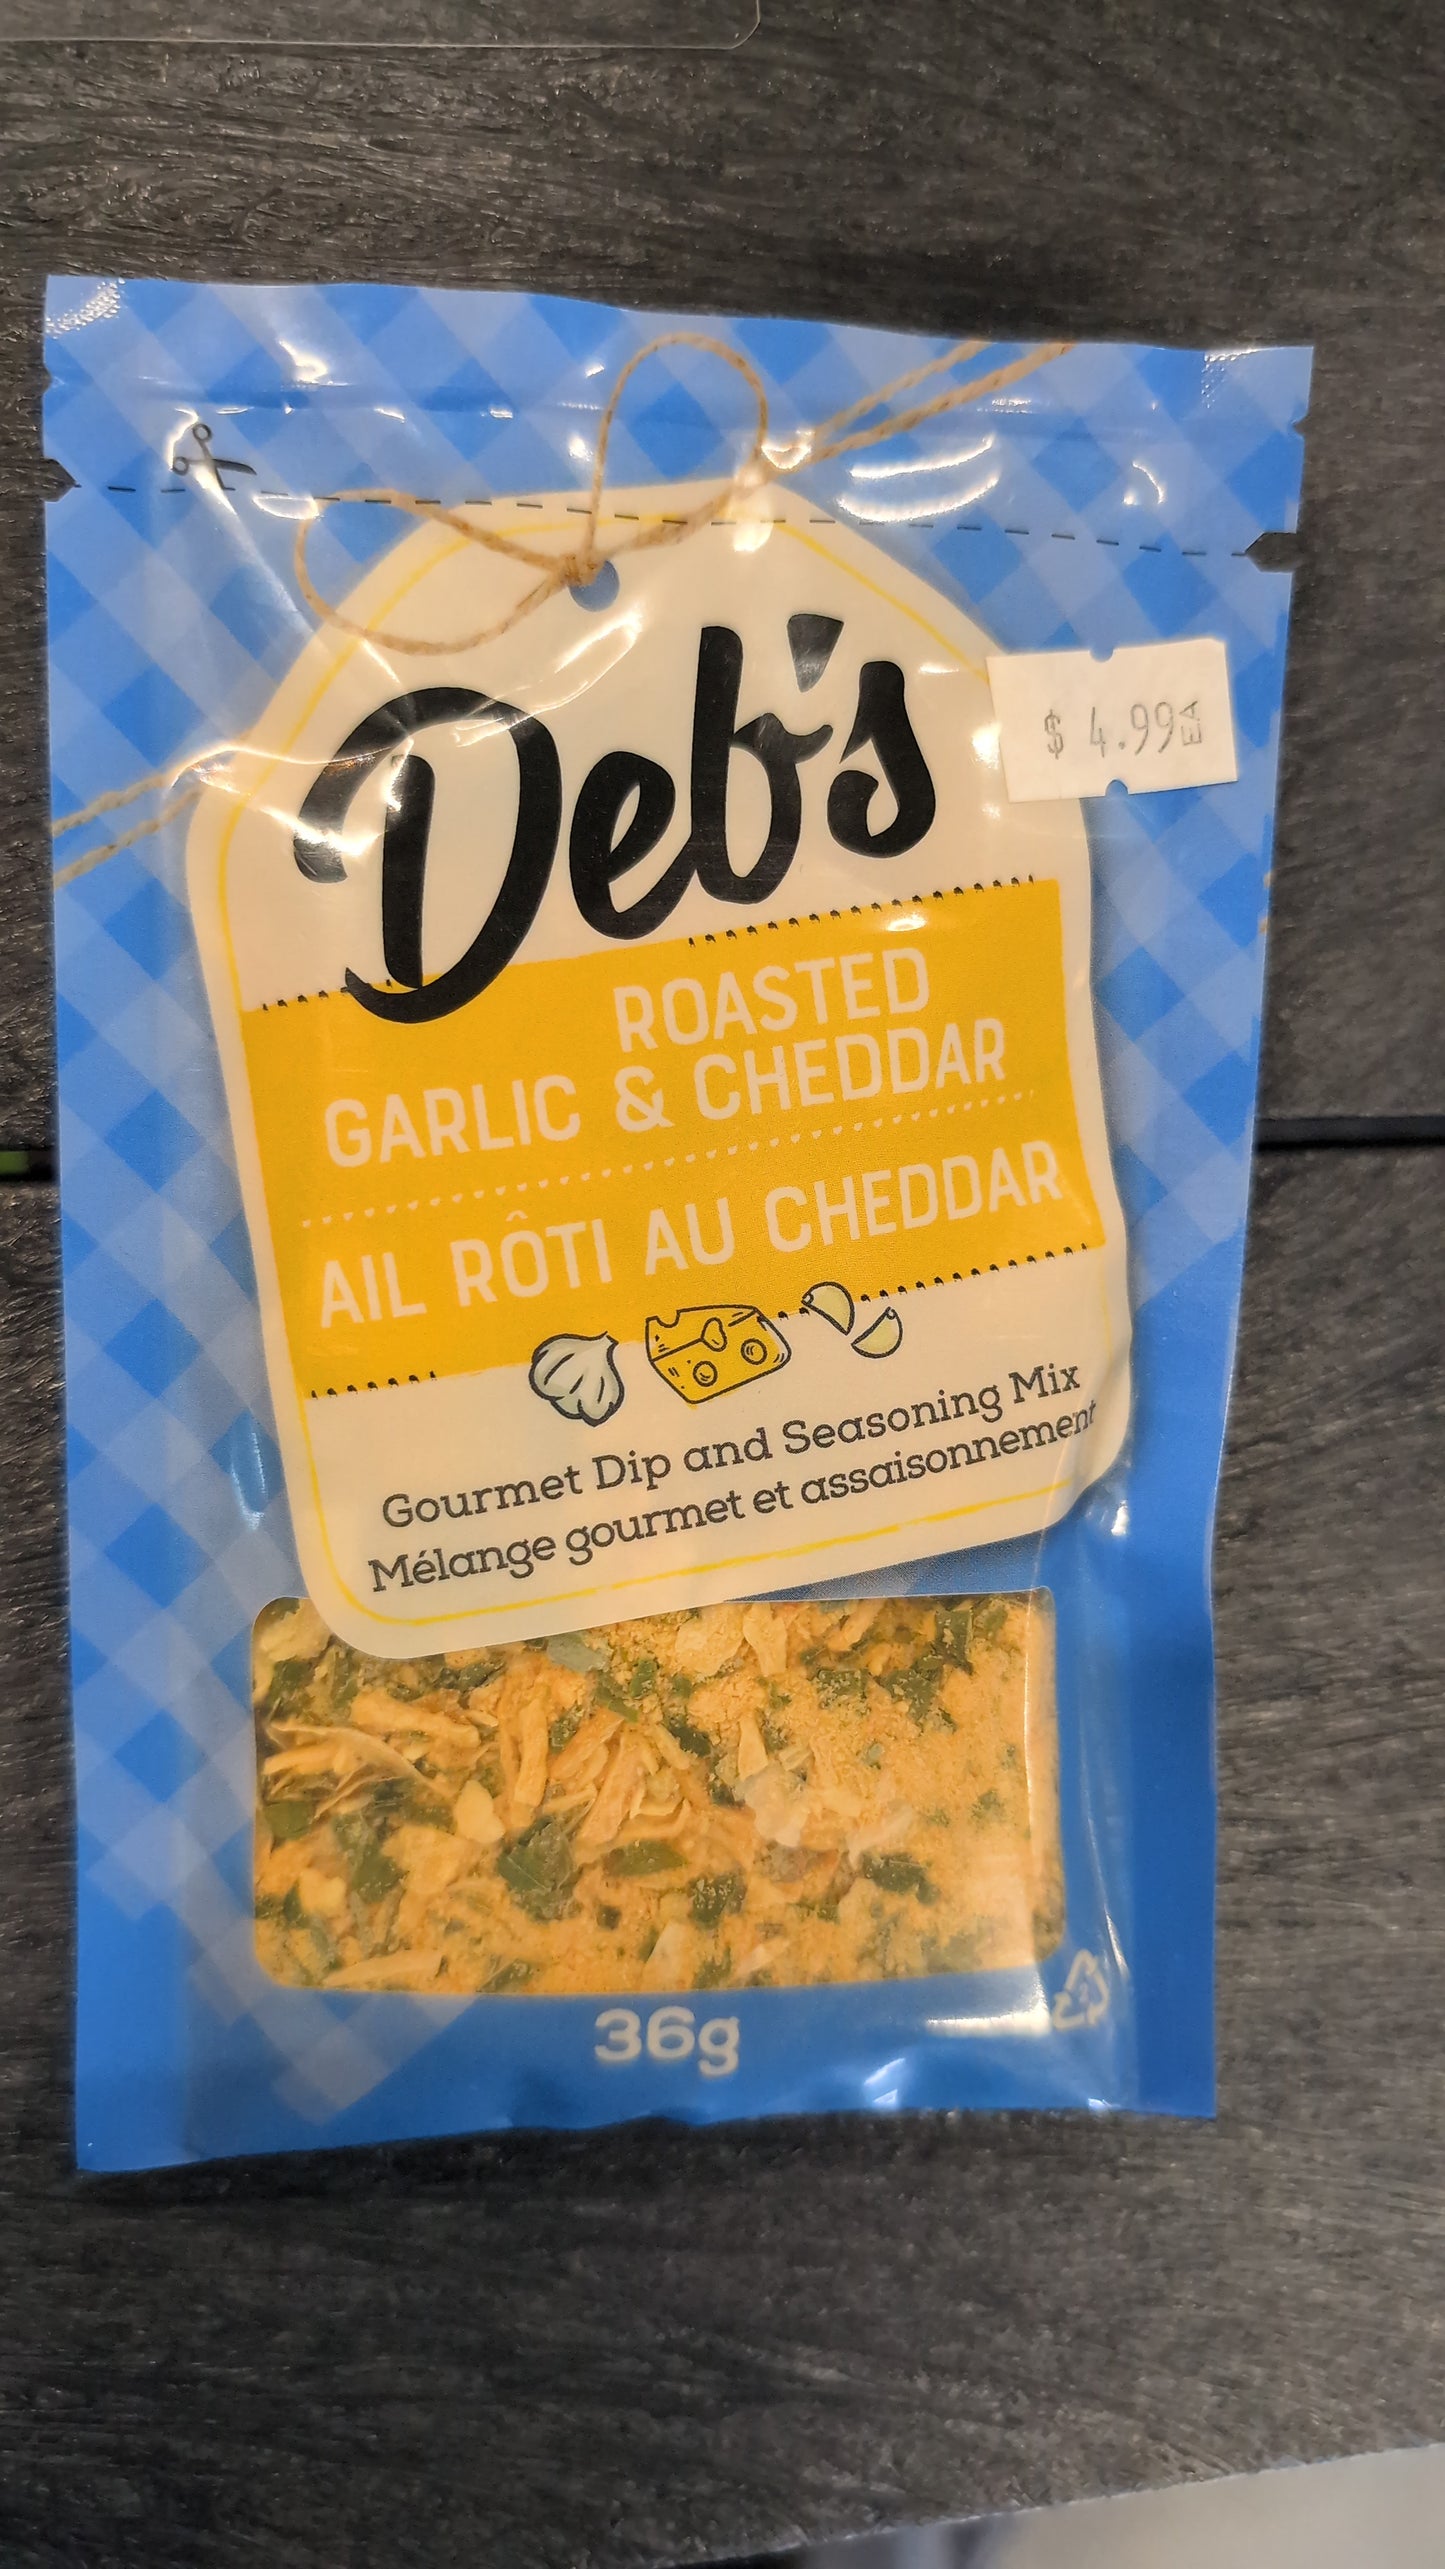 Deb's
$ 4.99 EA
ROASTED
GARLIC & CHEDDAR
AIL RÔTI AU CHEDDAR
Gourmet Dip and Seasoning Mix
Mélange gourmet et assaisonnement
36g